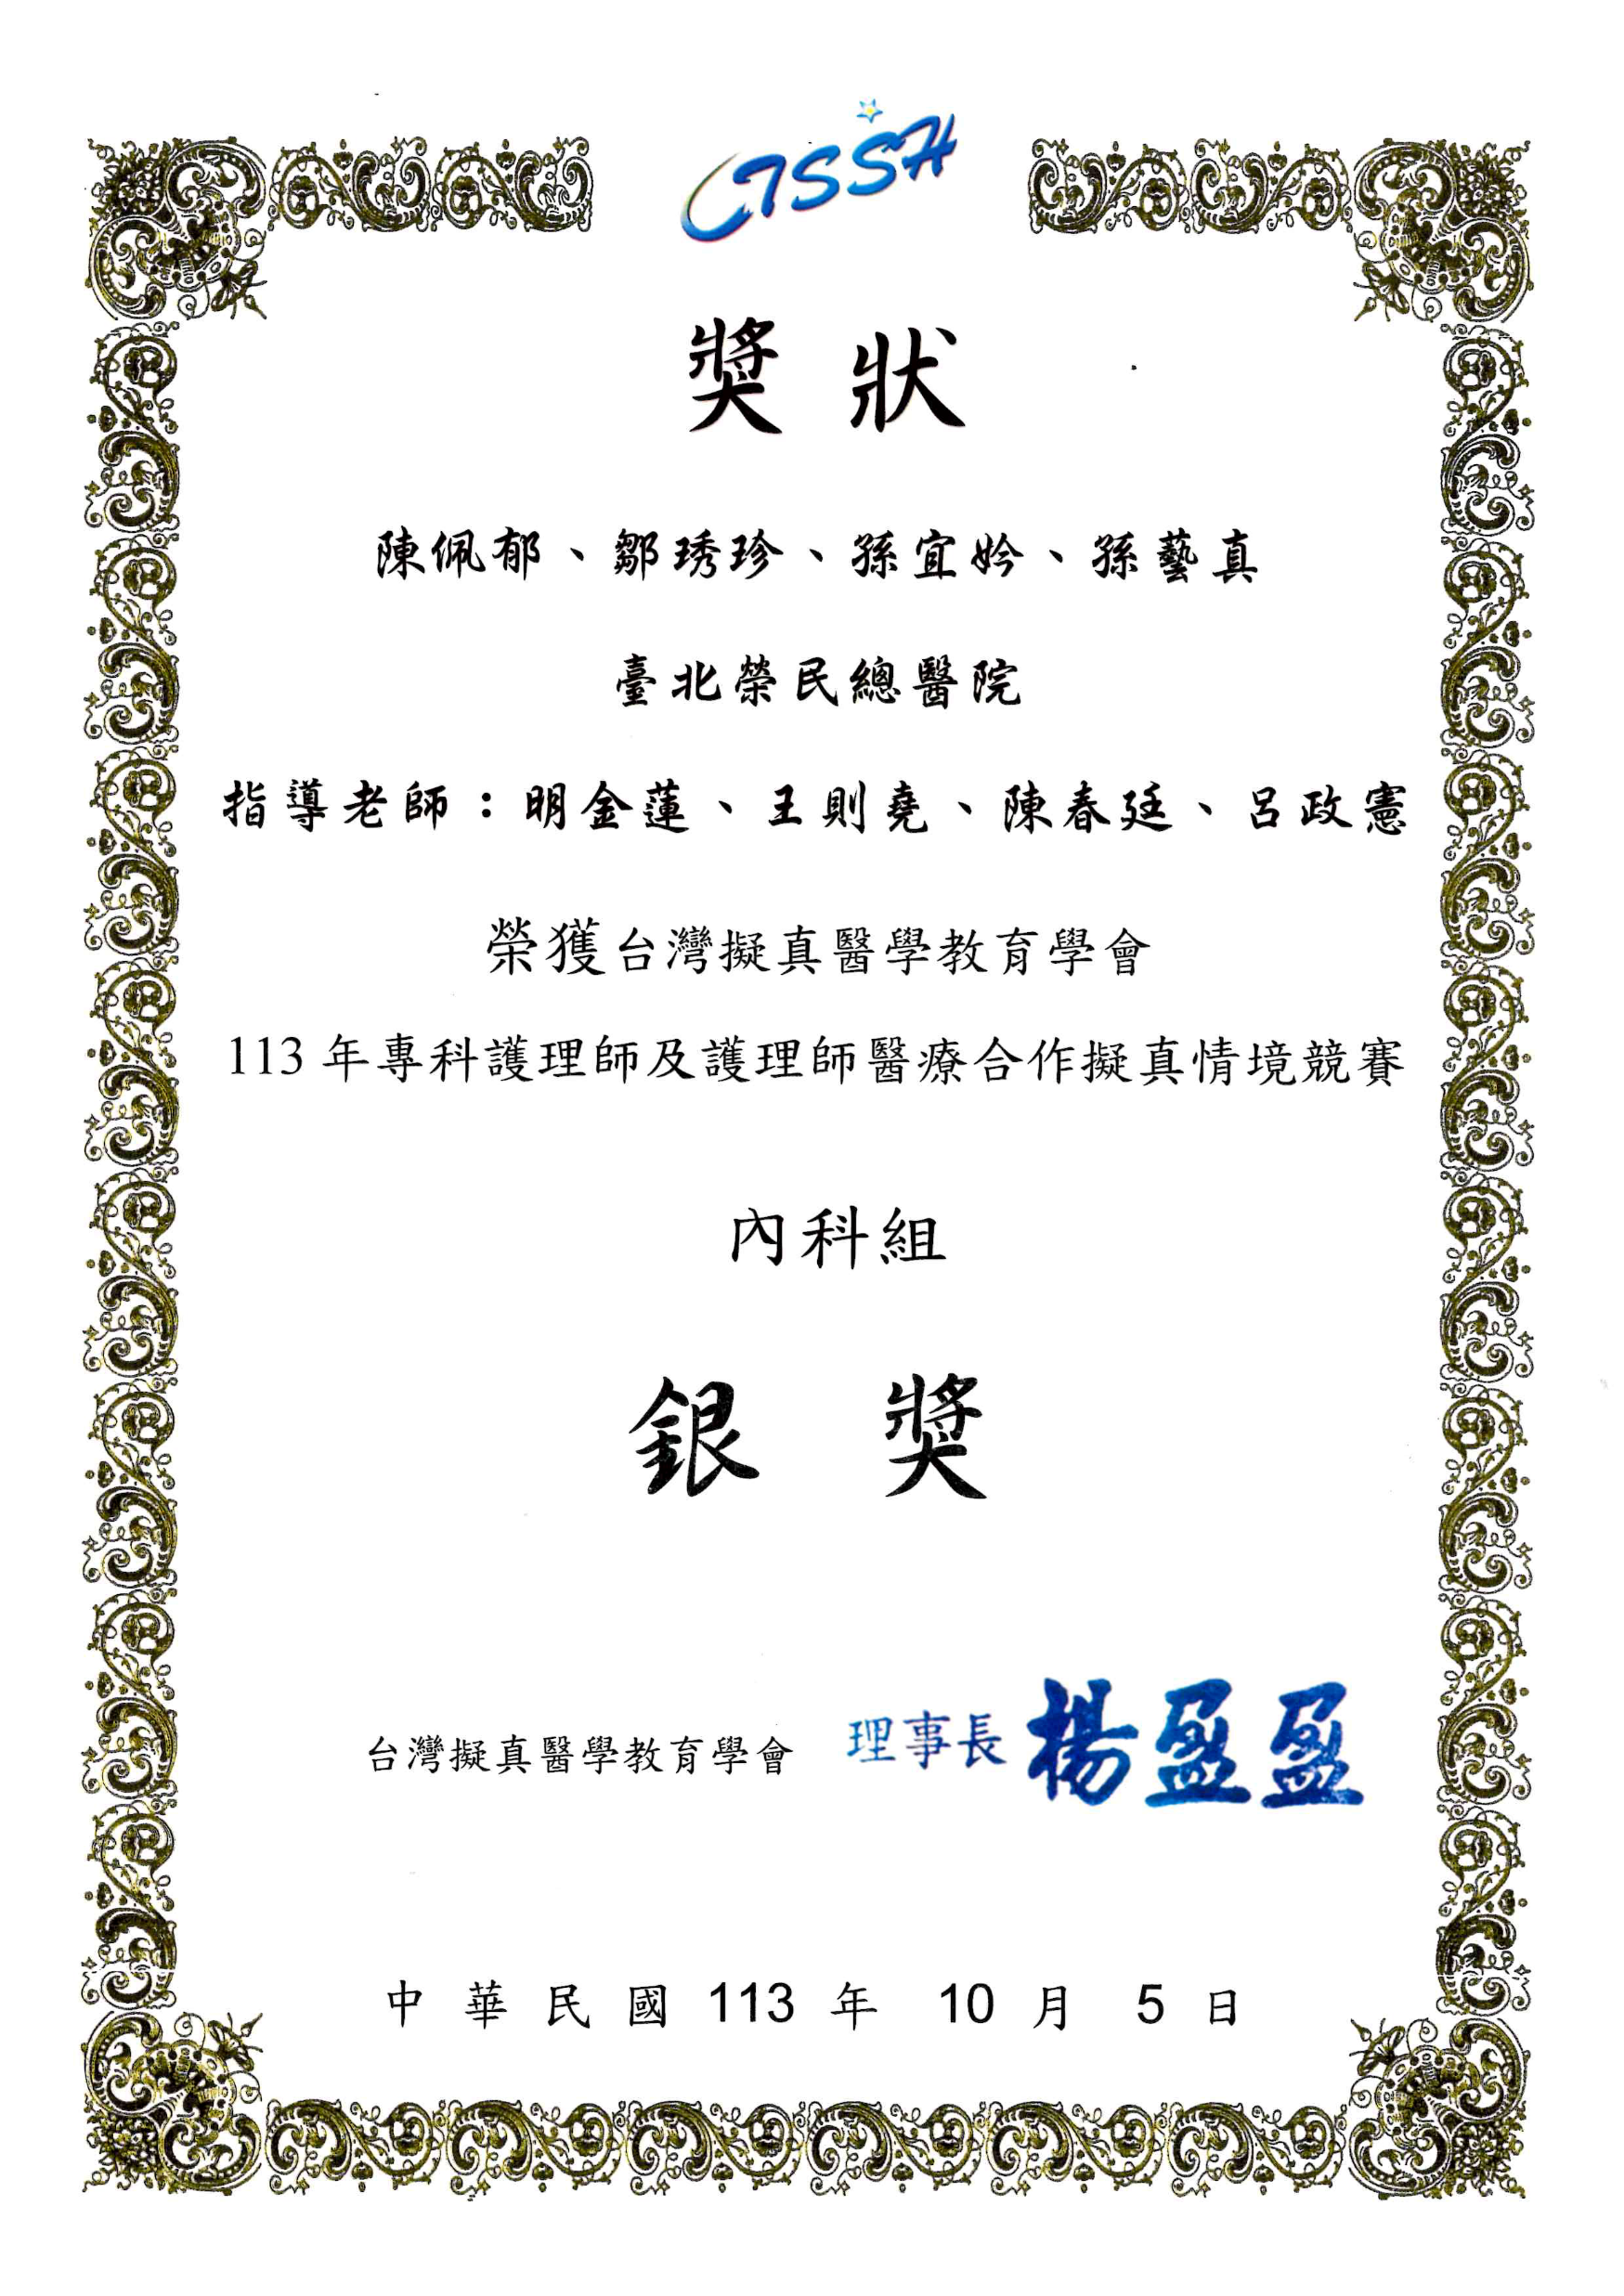 TSSH
獎狀
陳佩郁、鄒琇珍、孫宜妗、孫藝真
臺北榮民總醫院
指導老師：明金蓮、王則堯、陳春廷、呂政憲
榮獲台灣擬真醫學教育學會
113年專科護理師及護理師醫療合作擬真情境競賽
內科組
銀獎
台灣擬真醫學教育學會 理事長 楊盈盈
中華民國 113 年 10 月 5 日